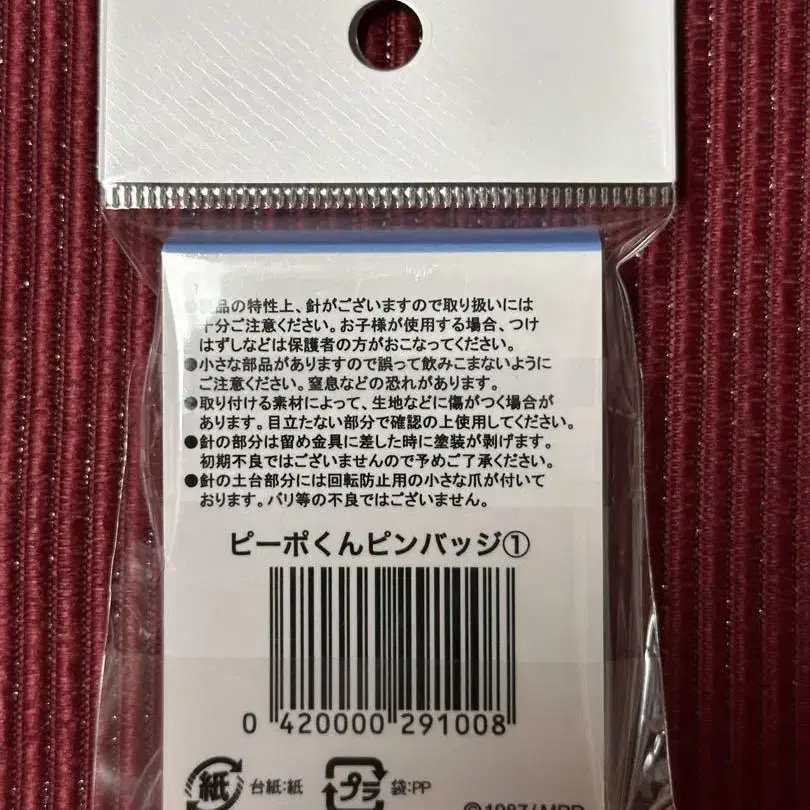 ●製品の特性上、針がございますので取り扱いには
十分ご注意ください。お子様が使用する場合、つけ
はずしなどは保護者の方がおこなってください。
●小さな部品がありますので誤って飲みこまないように
ご注意ください。窒息などの恐れがあります。
●取り付ける素材によって、生地などに傷がつく場合が
あります。目立たない部分で確認の上使用してください。
●針の部分は留め金具に差した時に塗装が剥げます。
初期不良ではございませんので予めご了承ください。
●針の土台部分には回転防止用の小さな爪が付いて
おります。バリ等の不良ではございません。
ピーポくんピンバッジ①
0 420000 291008
紙 台紙:紙 プラ 袋:PP
©1987/MPD